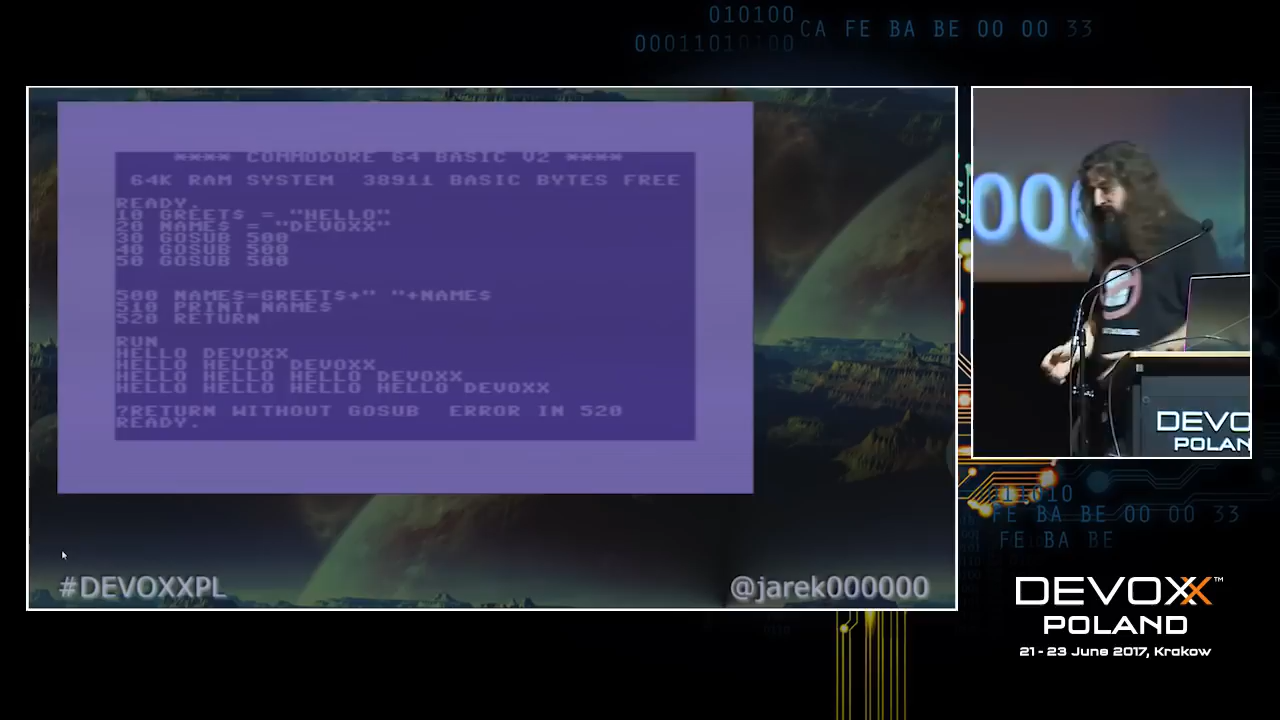 010100
00011010100
CA FE BA BE 00 00 33
**** COMMODORE 64 BASIC V2 ****
64K RAM SYSTEM 38911 BASIC BYTES FREE
READY.
10 GREET$ = "HELLO"
20 NAME$ = "DEVOXX"
30 GOSUB 500
40 GOSUB 500
50 GOSUB 500
500 NAME$=GREET$+" "+NAME$
510 PRINT NAME$
520 RETURN
RUN
HELLO DEVOXX
HELLO HELLO DEVOXX
HELLO HELLO HELLO DEVOXX
HELLO HELLO HELLO HELLO DEVOXX
?RETURN WITHOUT GOSUB ERROR IN 520
READY.
#DEVOXXPL
@jarek000000
006
DEVOX
POLAN
FE BA BE 00 00 33
FE BA BE
DEVOXX™
POLAND
21 - 23 June 2017, Krakow